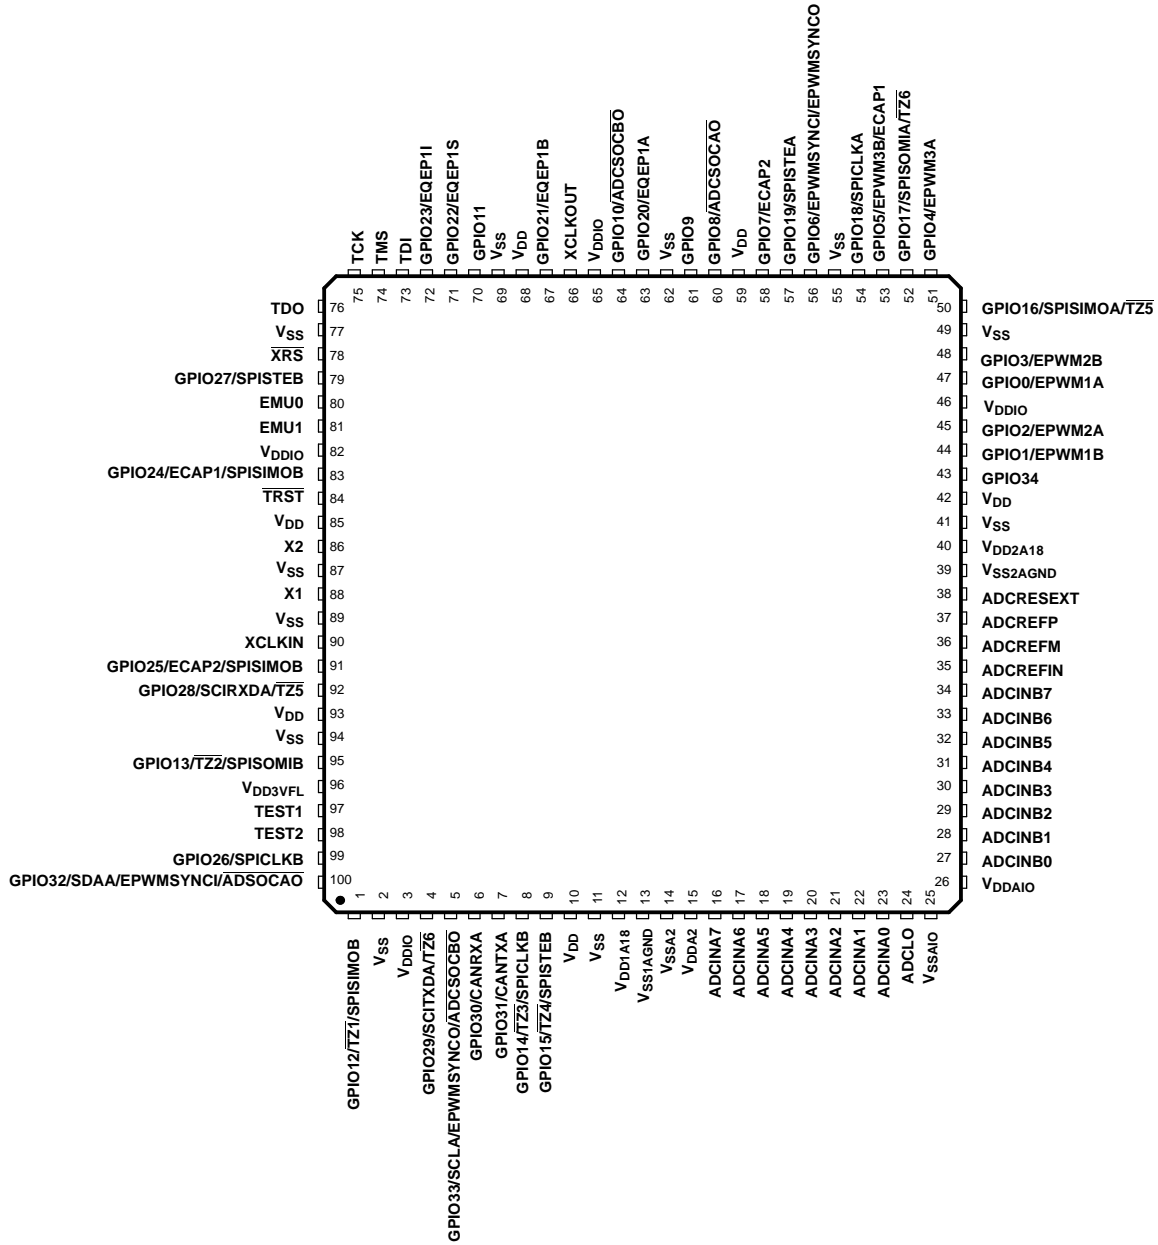 TCK
TMS
TDI
GPIO23/EQEP1I
GPIO22/EQEP1S
GPIO11
VSS
VDD
GPIO21/EQEP1B
XCLKOUT
VDDIO
GPIO10/ADCSOCBO
GPIO20/EQEP1A
VSS
GPIO9
GPIO8/ADCSOCAO
VDD
GPIO7/ECAP2
GPIO19/SPISTEA
GPIO6/EPWMSYNCI/EPWMSYNCO
VSS
GPIO18/SPICLKA
GPIO5/EPWM3B/ECAP1
GPIO17/SPISOMIA/TZ6
GPIO4/EPWM3A
75
74
73
72
71
70
69
68
67
66
65
64
63
62
61
60
59
58
57
56
55
54
53
52
51
TDO 76
VSS 77
XRS 78
GPIO27/SPISTEB 79
EMU0 80
EMU1 81
VDDIO 82
GPIO24/ECAP1/SPISIMOB 83
TRST 84
VDD 85
X2 86
VSS 87
X1 88
VSS 89
XCLKIN 90
GPIO25/ECAP2/SPISIMOB 91
GPIO28/SCIRXDA/TZ5 92
VDD 93
VSS 94
GPIO13/TZ2/SPISOMIB 95
VDD3VFL 96
TEST1 97
TEST2 98
GPIO26/SPICLKB 99
GPIO32/SDAA/EPWMSYNCI/ADSOCAO 100
50 GPIO16/SPISIMOA/TZ5
49 VSS
48 GPIO3/EPWM2B
47 GPIO0/EPWM1A
46 VDDIO
45 GPIO2/EPWM2A
44 GPIO1/EPWM1B
43 GPIO34
42 VDD
41 VSS
40 VDD2A18
39 VSS2AGND
38 ADCRESEXT
37 ADCREFP
36 ADCREFM
35 ADCREFIN
34 ADCINB7
33 ADCINB6
32 ADCINB5
31 ADCINB4
30 ADCINB3
29 ADCINB2
28 ADCINB1
27 ADCINB0
26 VDDAIO
1
2
3
4
5
6
7
8
9
10
11
12
13
14
15
16
17
18
19
20
21
22
23
24
25
GPIO12/TZ1/SPISIMOB
VSS
VDDIO
GPIO29/SCITXDA/TZ6
GPIO33/SCLA/EPWMSYNCO/ADCSOCBO
GPIO30/CANRXA
GPIO31/CANTXA
GPIO14/TZ3/SPICLKB
GPIO15/TZ4/SPISTEB
VDD
VSS
VDD1A18
VSS1AGND
VSSA2
VDDA2
ADCINA7
ADCINA6
ADCINA5
ADCINA4
ADCINA3
ADCINA2
ADCINA1
ADCINA0
ADCLO
VSSAIO